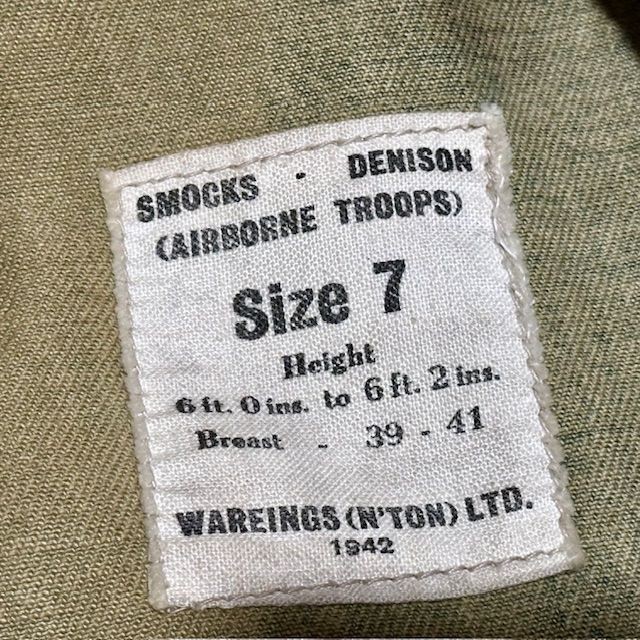 SMOCKS - DENISON
(AIRBORNE TROOPS)
Size 7
Height
6 ft. 0 ins. to 6 ft. 2 ins.
Breast - 39 - 41
WAREINGS (N'TON) LTD.
1942